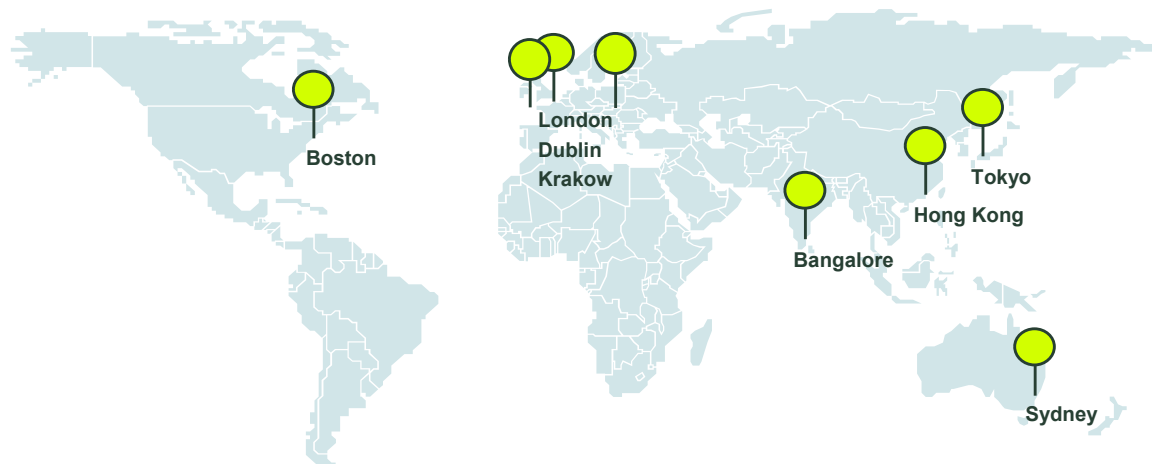 London
Dublin
Krakow
Boston
Tokyo
Hong Kong
Bangalore
Sydney